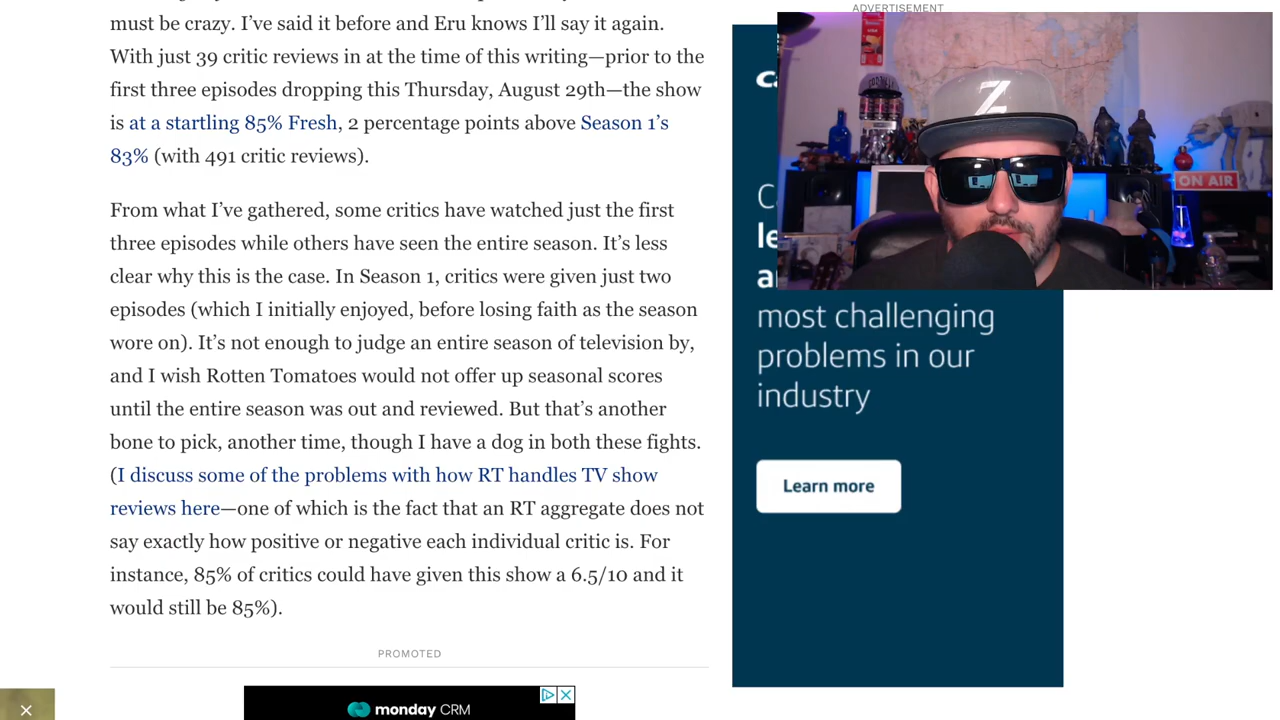 must be crazy. I've said it before and Eru knows I'll say it again.
With just 39 critic reviews in at the time of this writing—prior to the
first three episodes dropping this Thursday, August 29th—the show
is at a startling 85% Fresh, 2 percentage points above Season 1's
83% (with 491 critic reviews).
From what I've gathered, some critics have watched just the first
three episodes while others have seen the entire season. It's less
clear why this is the case. In Season 1, critics were given just two
episodes (which I initially enjoyed, before losing faith as the season
wore on). It's not enough to judge an entire season of television by,
and I wish Rotten Tomatoes would not offer up seasonal scores
until the entire season was out and reviewed. But that's another
bone to pick, another time, though I have a dog in both these fights.
(I discuss some of the problems with how RT handles TV show
reviews here—one of which is the fact that an RT aggregate does not
say exactly how positive or negative each individual critic is. For
instance, 85% of critics could have given this show a 6.5/10 and it
would still be 85%).
PROMOTED
monday CRM
ADVERTISEMENT
most challenging
problems in our
industry
Learn more
Z
ON AIR